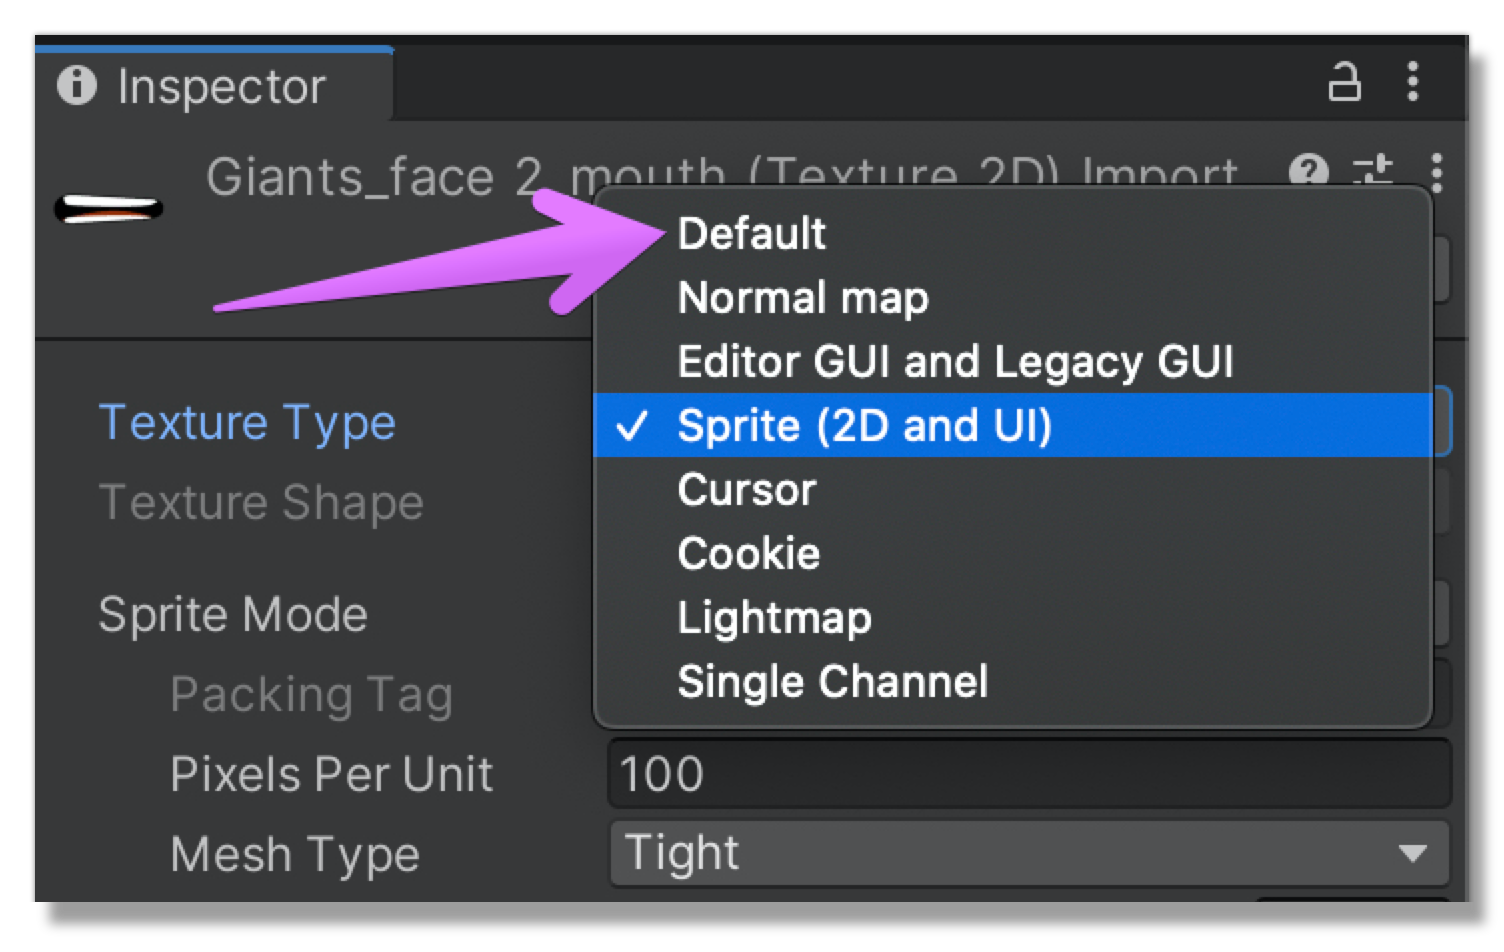 Inspector
Giants_face 2_mouth (Texture 2D) Import
Default
Normal map
Editor GUI and Legacy GUI
Texture Type
✓ Sprite (2D and UI)
Texture Shape
Cursor
Cookie
Sprite Mode
Lightmap
Packing Tag
Single Channel
Pixels Per Unit 100
Mesh Type Tight